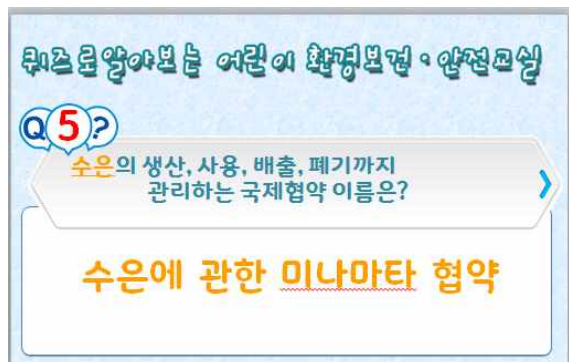 퀴즈로알아보는 어린이 환경보건·안전교실
Q5?
수은의 생산, 사용, 배출, 폐기까지
관리하는 국제협약 이름은?
수은에 관한 미나마타 협약